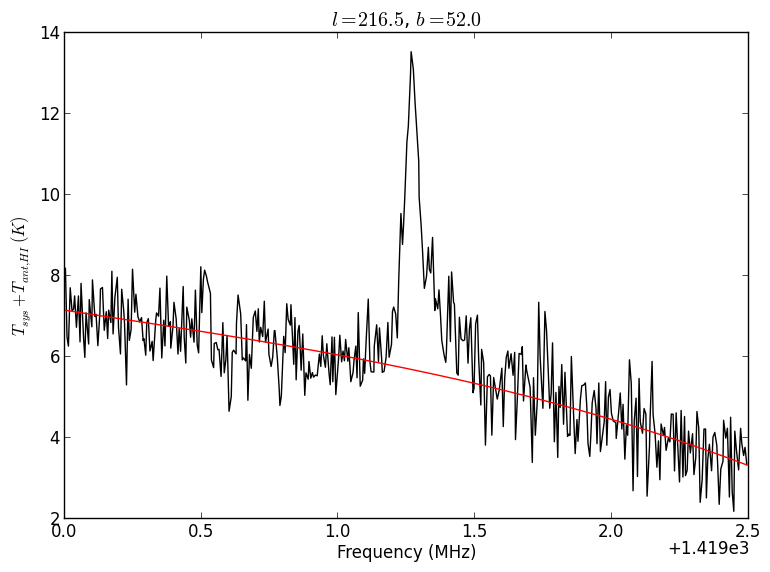 l=216.5, b=52.0
T_sys+T_ant,HI (K)
14
12
10
8
6
4
2
0.0 0.5 1.0 1.5 2.0 2.5
Frequency (MHz)
+1.419e3